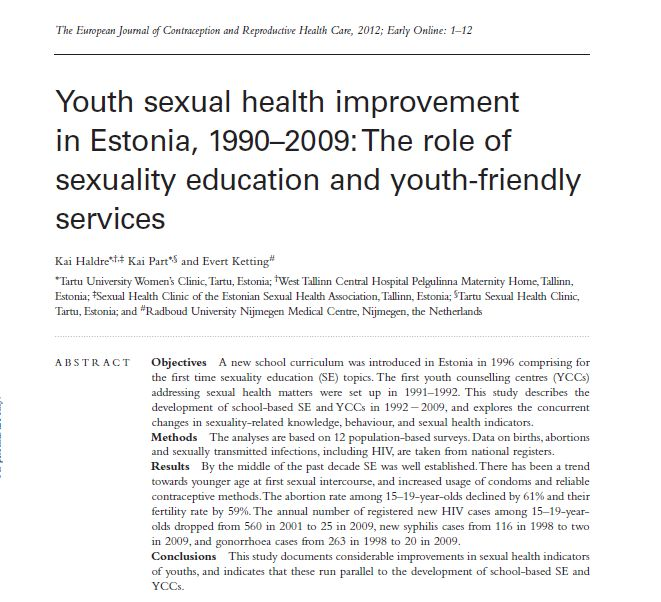 The European Journal of Contraception and Reproductive Health Care, 2012; Early Online: 1–12
Youth sexual health improvement
in Estonia, 1990–2009: The role of
sexuality education and youth-friendly
services
Kai Haldre*,†,‡ Kai Part*,§ and Evert Ketting#
*Tartu University Women's Clinic, Tartu, Estonia; †West Tallinn Central Hospital Pelgulinna Maternity Home, Tallinn,
Estonia; ‡Sexual Health Clinic of the Estonian Sexual Health Association, Tallinn, Estonia; §Tartu Sexual Health Clinic,
Tartu, Estonia; and #Radboud University Nijmegen Medical Centre, Nijmegen, the Netherlands
ABSTRACT
Objectives A new school curriculum was introduced in Estonia in 1996 comprising for
the first time sexuality education (SE) topics. The first youth counselling centres (YCCs)
addressing sexual health matters were set up in 1991–1992. This study describes the
development of school-based SE and YCCs in 1992–2009, and explores the concurrent
changes in sexuality-related knowledge, behaviour, and sexual health indicators.
Methods The analyses are based on 12 population-based surveys. Data on births, abortions
and sexually transmitted infections, including HIV, are taken from national registers.
Results By the middle of the past decade SE was well established. There has been a trend
towards younger age at first sexual intercourse, and increased usage of condoms and reliable
contraceptive methods. The abortion rate among 15–19-year-olds declined by 61% and their
fertility rate by 59%. The annual number of registered new HIV cases among 15–19-year-
olds dropped from 560 in 2001 to 25 in 2009, new syphilis cases from 116 in 1998 to two
in 2009, and gonorrhoea cases from 263 in 1998 to 20 in 2009.
Conclusions This study documents considerable improvements in sexual health indicators
of youths, and indicates that these run parallel to the development of school-based SE and
YCCs.